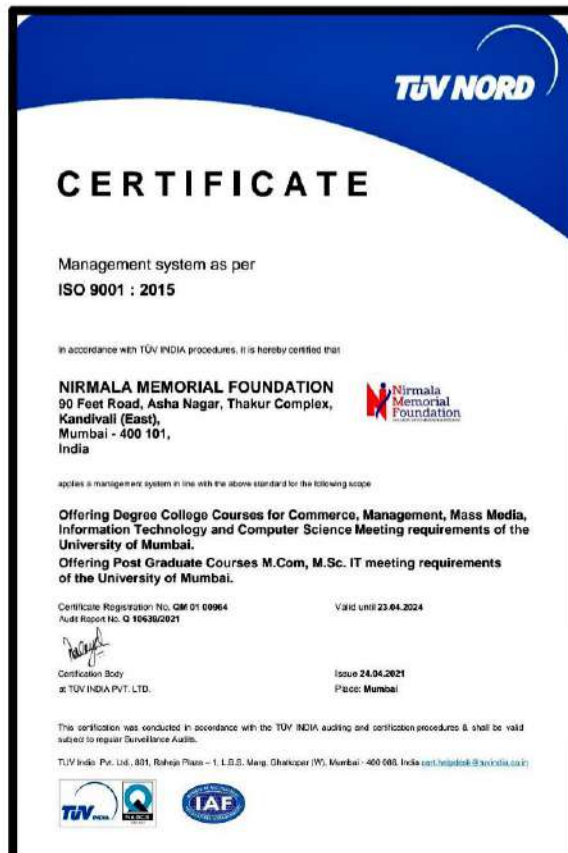 TÜV NORD
CERTIFICATE
Management system as per
ISO 9001 : 2015
In accordance with TÜV INDIA procedures, it is hereby certified that
NIRMALA MEMORIAL FOUNDATION
90 Feet Road, Asha Nagar, Thakur Complex,
Kandivali (East),
Mumbai - 400 101,
India
Nirmala
Memorial
Foundation
applies a management system in line with the above standard for the following scope
Offering Degree College Courses for Commerce, Management, Mass Media,
Information Technology and Computer Science Meeting requirements of the
University of Mumbai.
Offering Post Graduate Courses M.Com, M.Sc. IT meeting requirements
of the University of Mumbai.
Certificate Registration No. QM 01 00964
Valid until 23.04.2024
Audit Report No. Q 10638/2021
Certification Body
at TÜV INDIA PVT. LTD.
Issue 24.04.2021
Place: Mumbai
This certification was conducted in accordance with the TÜV INDIA auditing and certification procedures & shall be valid
subject to regular Surveillance Audits.
TÜV India Pvt. Ltd., 801, Raheja Plaza – 1, L.B.S. Marg, Ghatkopar (W), Mumbai - 400 086, India cert.helpdesk@tuvindia.co.in
TÜV INDIA
NABCB
IAF